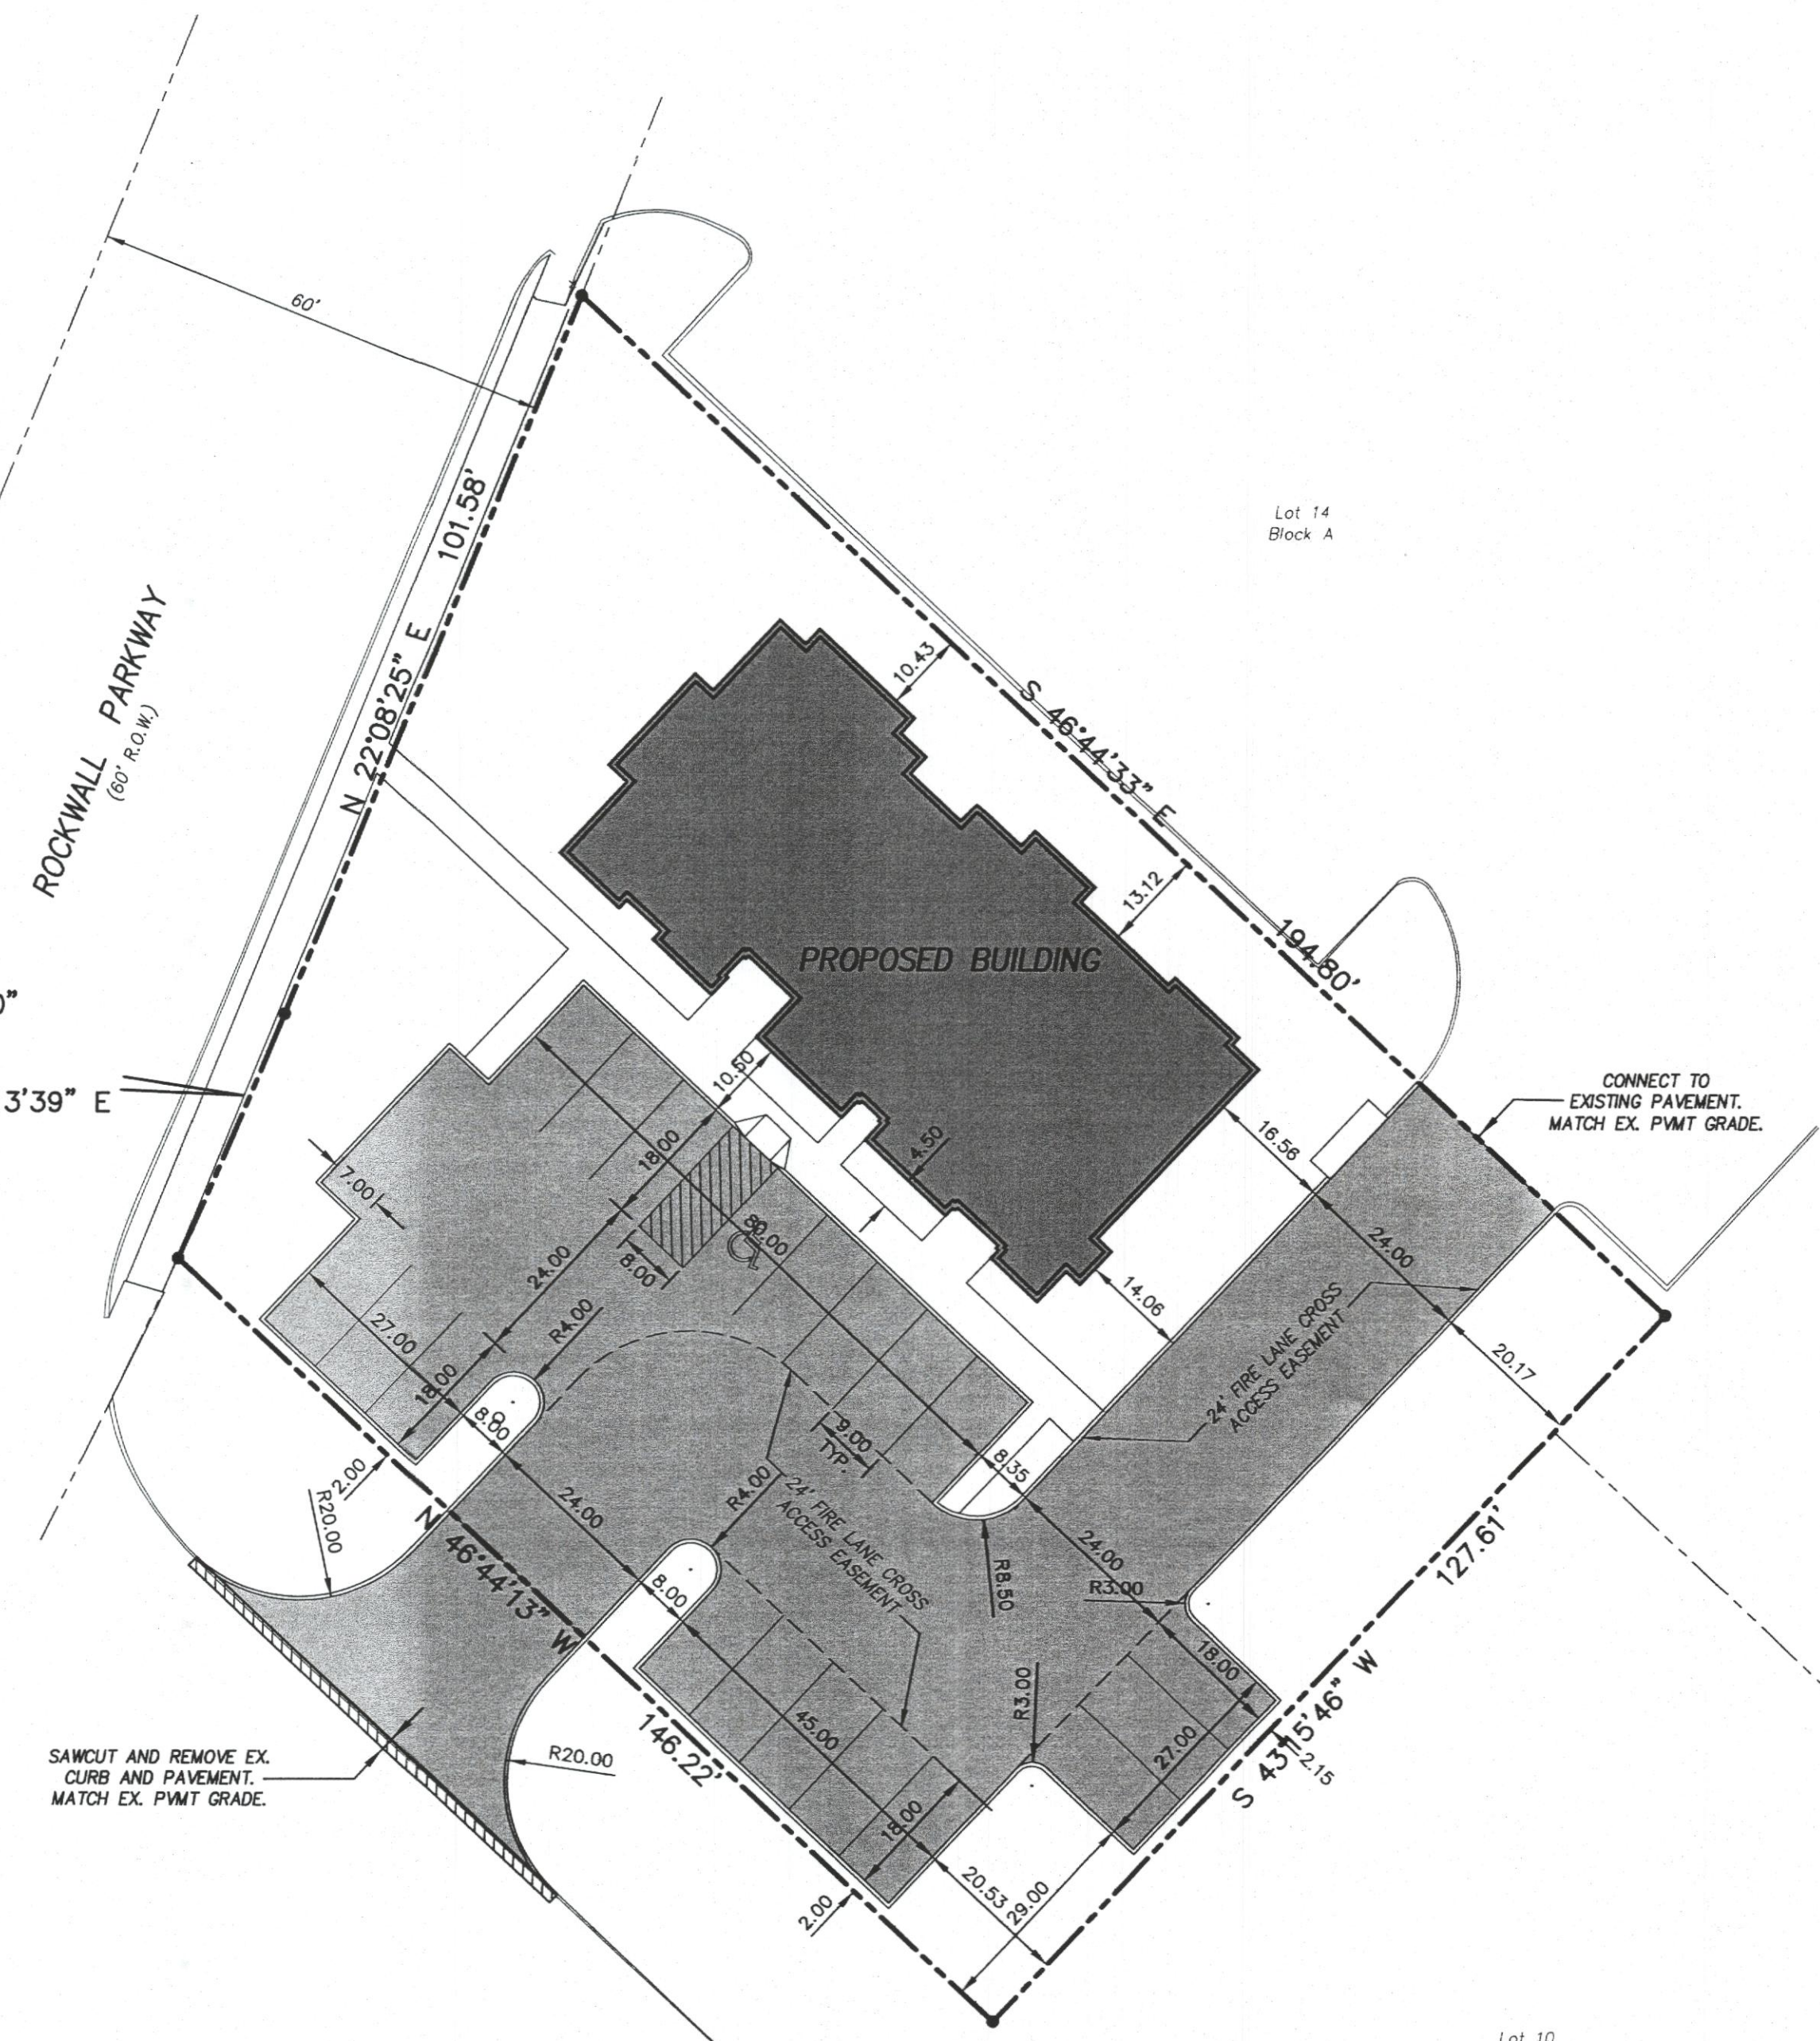 60'
101.58'
N 22°08'25" E
ROCKWALL PARKWAY
(60' R.O.W.)
Lot 14
Block A
10.43
S 46°44'33" E
13.12
194.80'
PROPOSED BUILDING
0"
3'39" E
CONNECT TO
EXISTING PAVEMENT.
MATCH EX. PVMT GRADE.
10.50
18.00
4.50
16.56
7.00
80.00
24.00
8.00
24.00
14.06
27.00
R4.00
24' FIRE LANE CROSS
ACCESS EASEMENT
20.17
18.00
8.00
9.00
TYP.
8.35
2.00
R20.00
24.00
R4.00
24' FIRE LANE CROSS
ACCESS EASEMENT
24.00
R8.50
R3.00
127.61'
N 46°44'13" W
8.00
18.00
R3.00
45.00
27.00
S 43°15'46" W
2.15
146.22'
R20.00
SAWCUT AND REMOVE EX.
CURB AND PAVEMENT.
MATCH EX. PVMT GRADE.
18.00
20.53
29.00
2.00
Lot 10